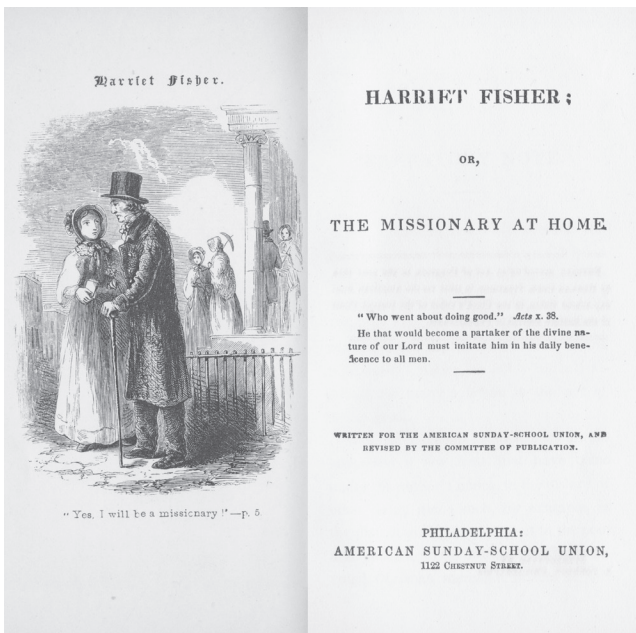 Harriet Fisher.
"Yes, I will be a missionary!"—p. 5
HARRIET FISHER;
OR,
THE MISSIONARY AT HOME.
"Who went about doing good." Acts x. 38.
He that would become a partaker of the divine na-
ture of our Lord must imitate him in his daily bene-
ficence to all men.
WRITTEN FOR THE AMERICAN SUNDAY-SCHOOL UNION, AND
REVISED BY THE COMMITTEE OF PUBLICATION.
PHILADELPHIA:
AMERICAN SUNDAY-SCHOOL UNION,
1122 CHESTNUT STREET.